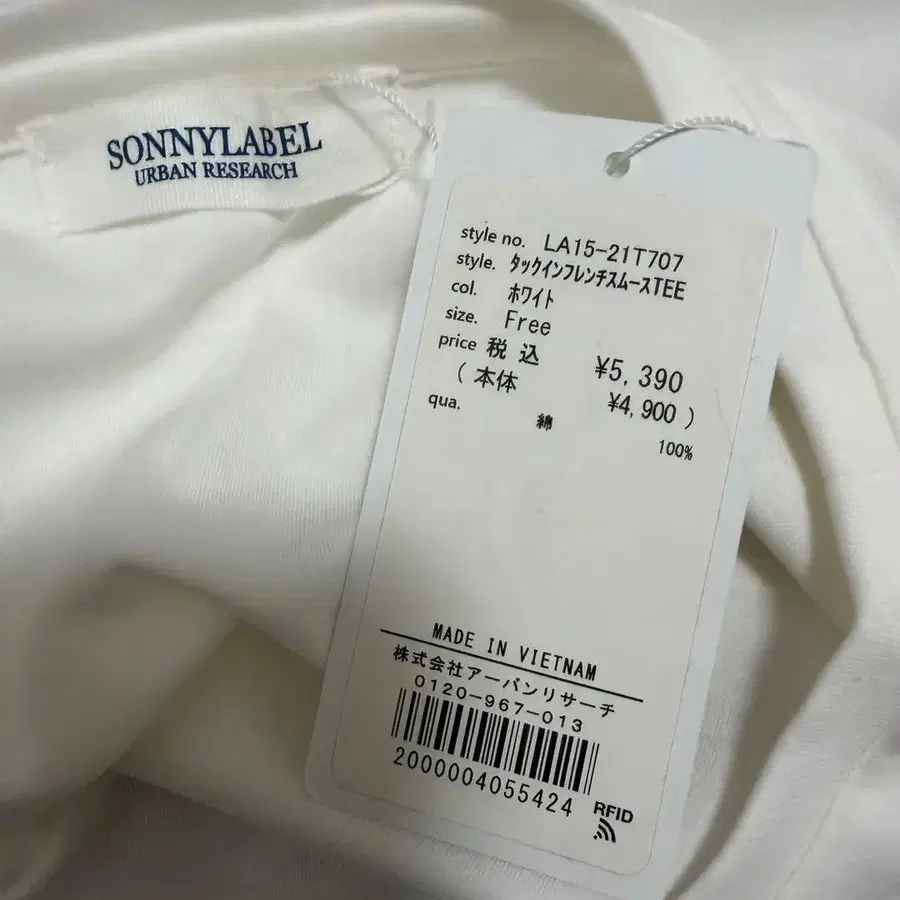 SONNYLABEL
URBAN RESEARCH
style no. LA15-21T707
style. タックインフレンチスムースTEE
col. ホワイト
size. Free
price 税込 ¥5,390
(本体 ¥4,900)
qua. 綿 100%
MADE IN VIETNAM
株式会社アーバンリサーチ
0120-967-013
2000004055424
RFID